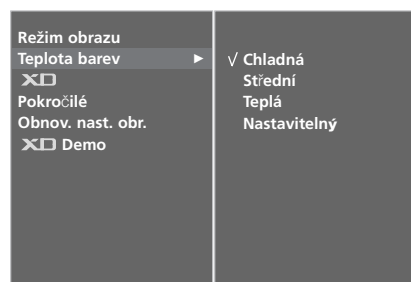 Režim obrazu
Teplota barev ►
XD
Pokročilé
Obnov. nast. obr.
XD Demo
√ Chladná
Střední
Teplá
Nastavitelný